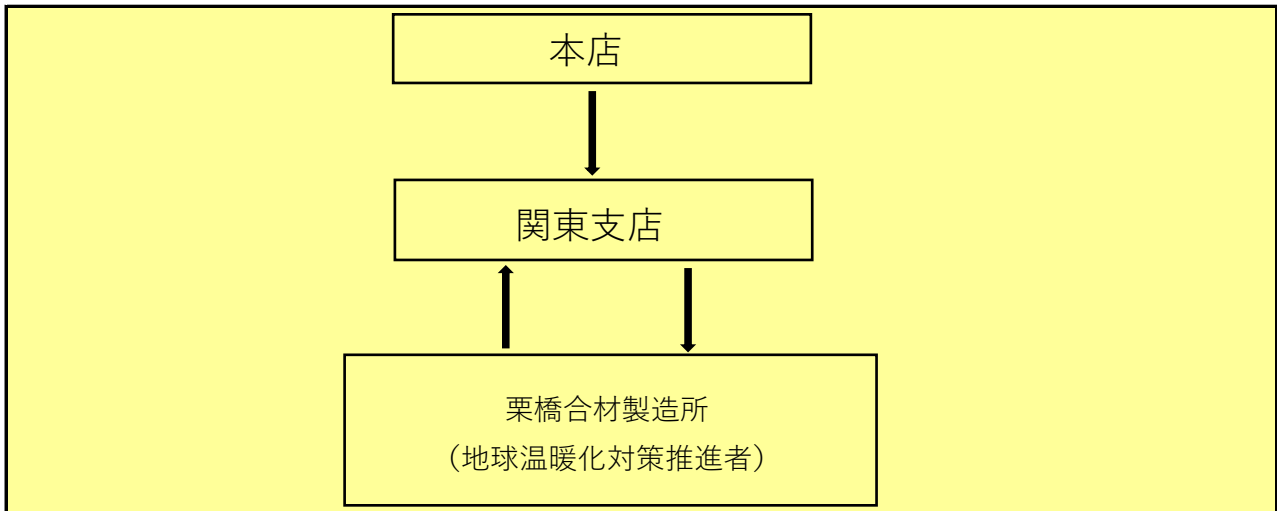 本店
関東支店
栗橋合材製造所
（地球温暖化対策推進者）